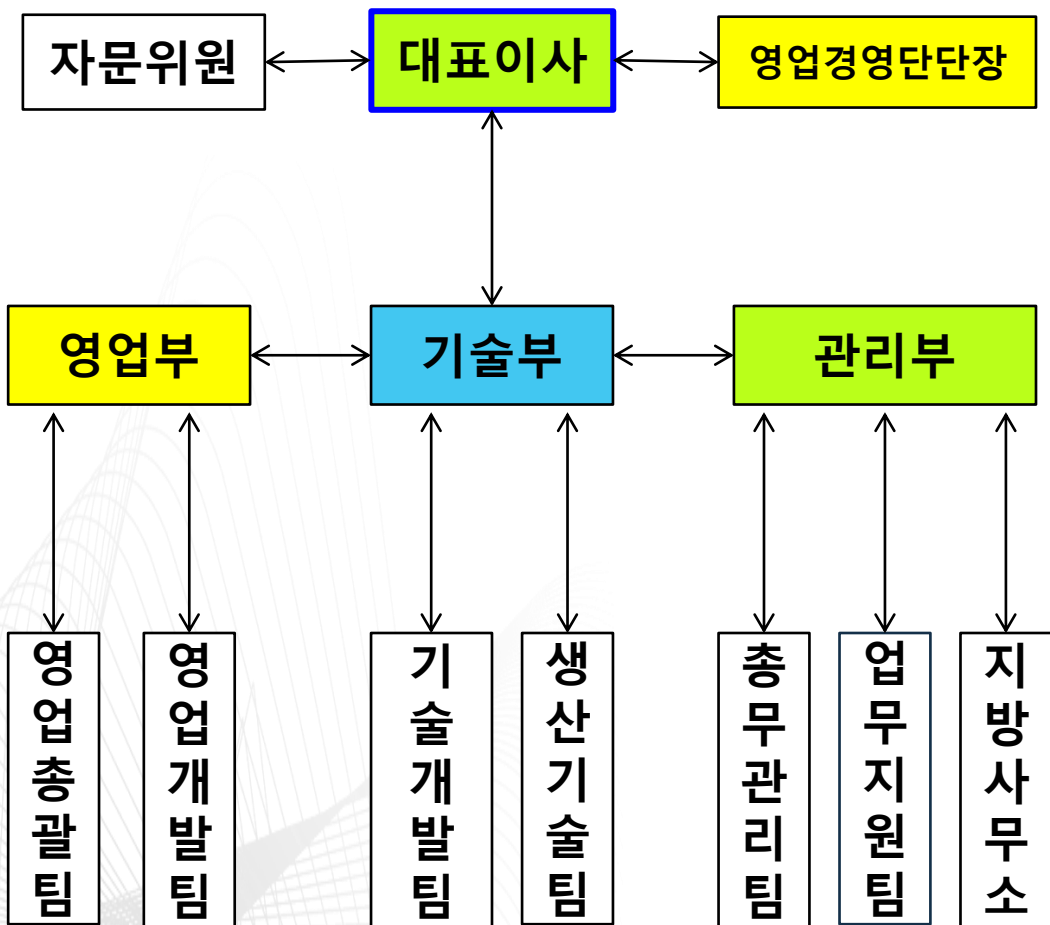 자문위원
대표이사
영업경영단단장
영업부
기술부
관리부
영업총괄팀
영업개발팀
기술개발팀
생산기술팀
총무관리팀
업무지원팀
지방사무소